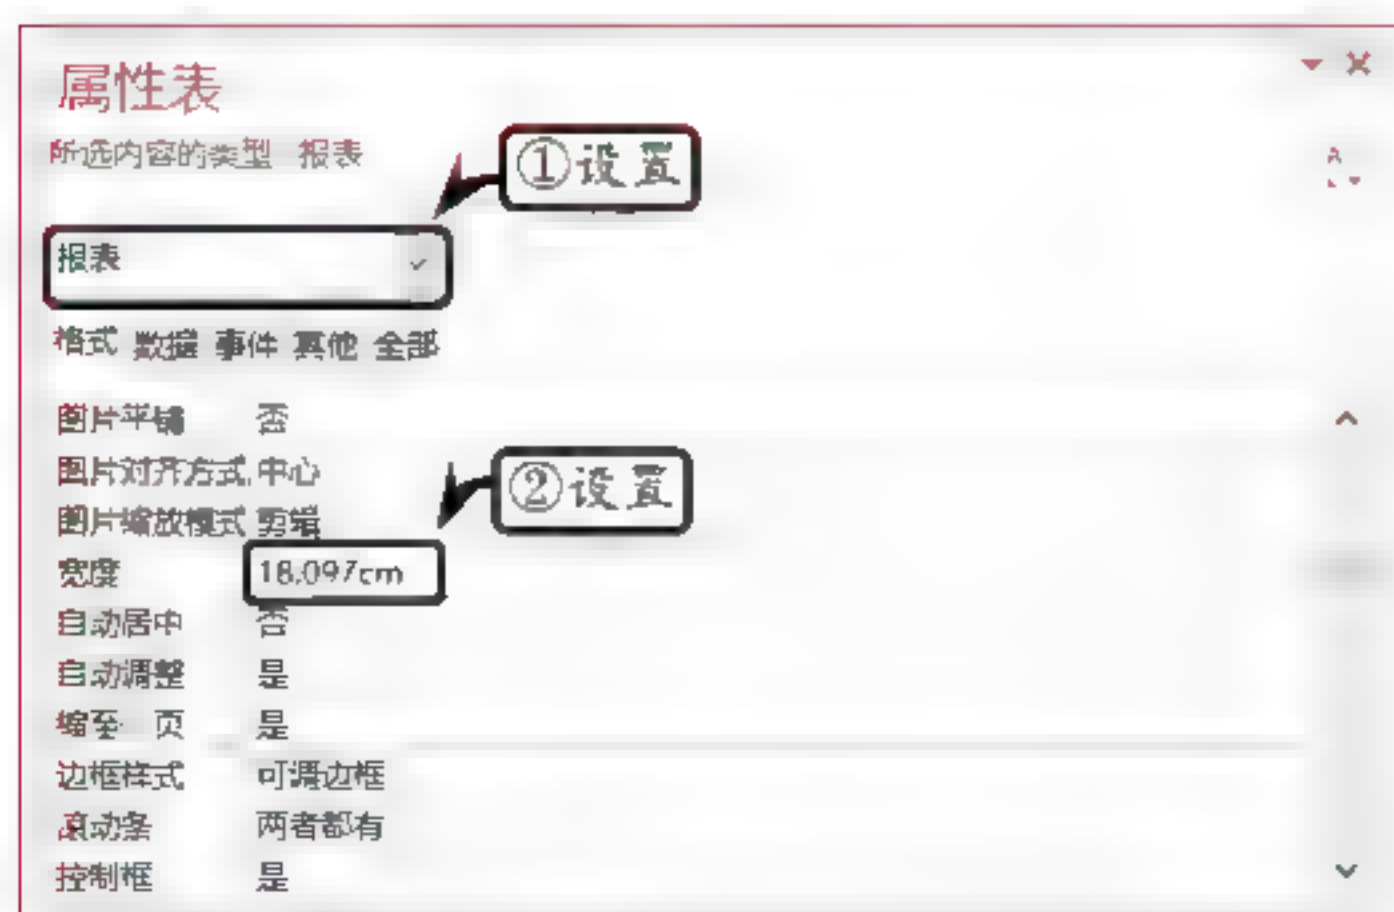 属性表
所选内容的类型 报表
①设置
报表
格式 数据 事件 其他 全部
图片平铺 否
图片对齐方式 中心
②设置
图片缩放模式 剪辑
宽度 18.097cm
自动居中 否
自动调整 是
缩至 页 是
边框样式 可调边框
滚动条 两者都有
控制框 是